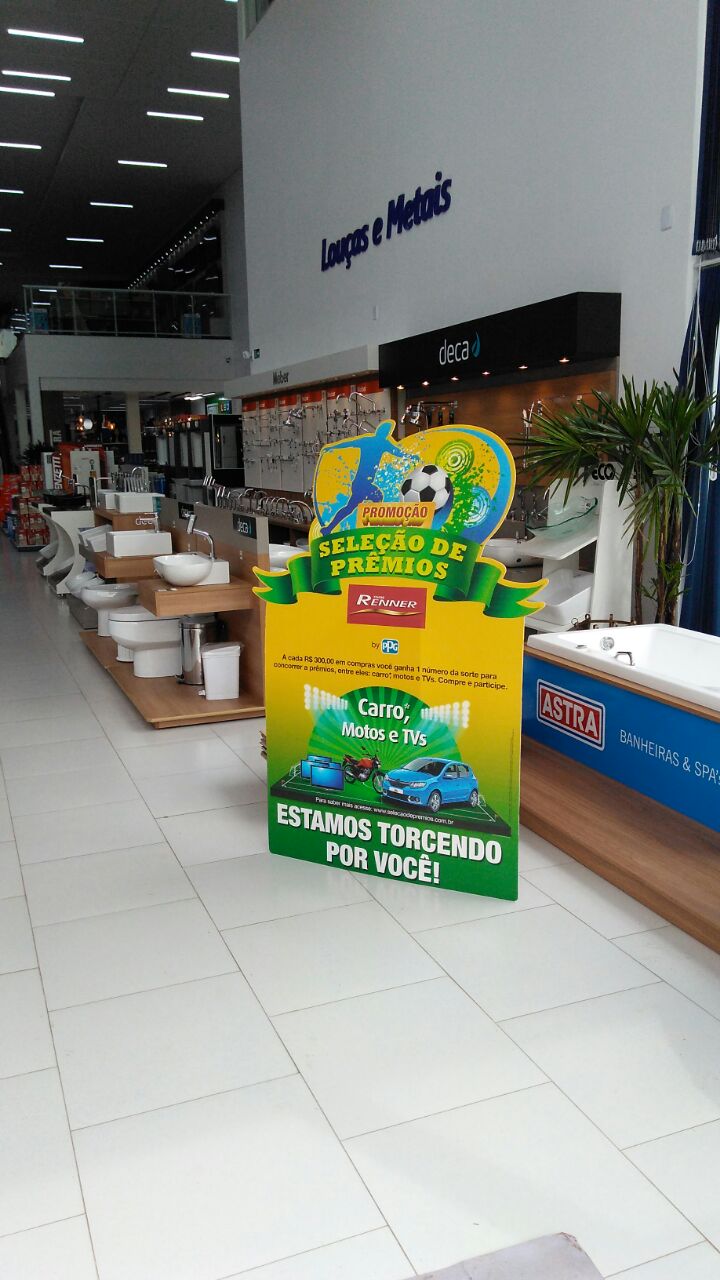 Louças e Metais
deca
Meber
deca
PROMOÇÃO
SELEÇÃO DE
PRÊMIOS
RENNER
by PPG
A cada R$ 300,00 em compras você ganha 1 número da sorte para
concorrer a prêmios, entre eles: carro*, motos e TVs. Compre e participe.
Carro*,
Motos e TVs
Para saber mais acesse: www.selecaodepremios.com.br
ESTAMOS TORCENDO
POR VOCÊ!
ASTRA
BANHEIRAS & SPA's